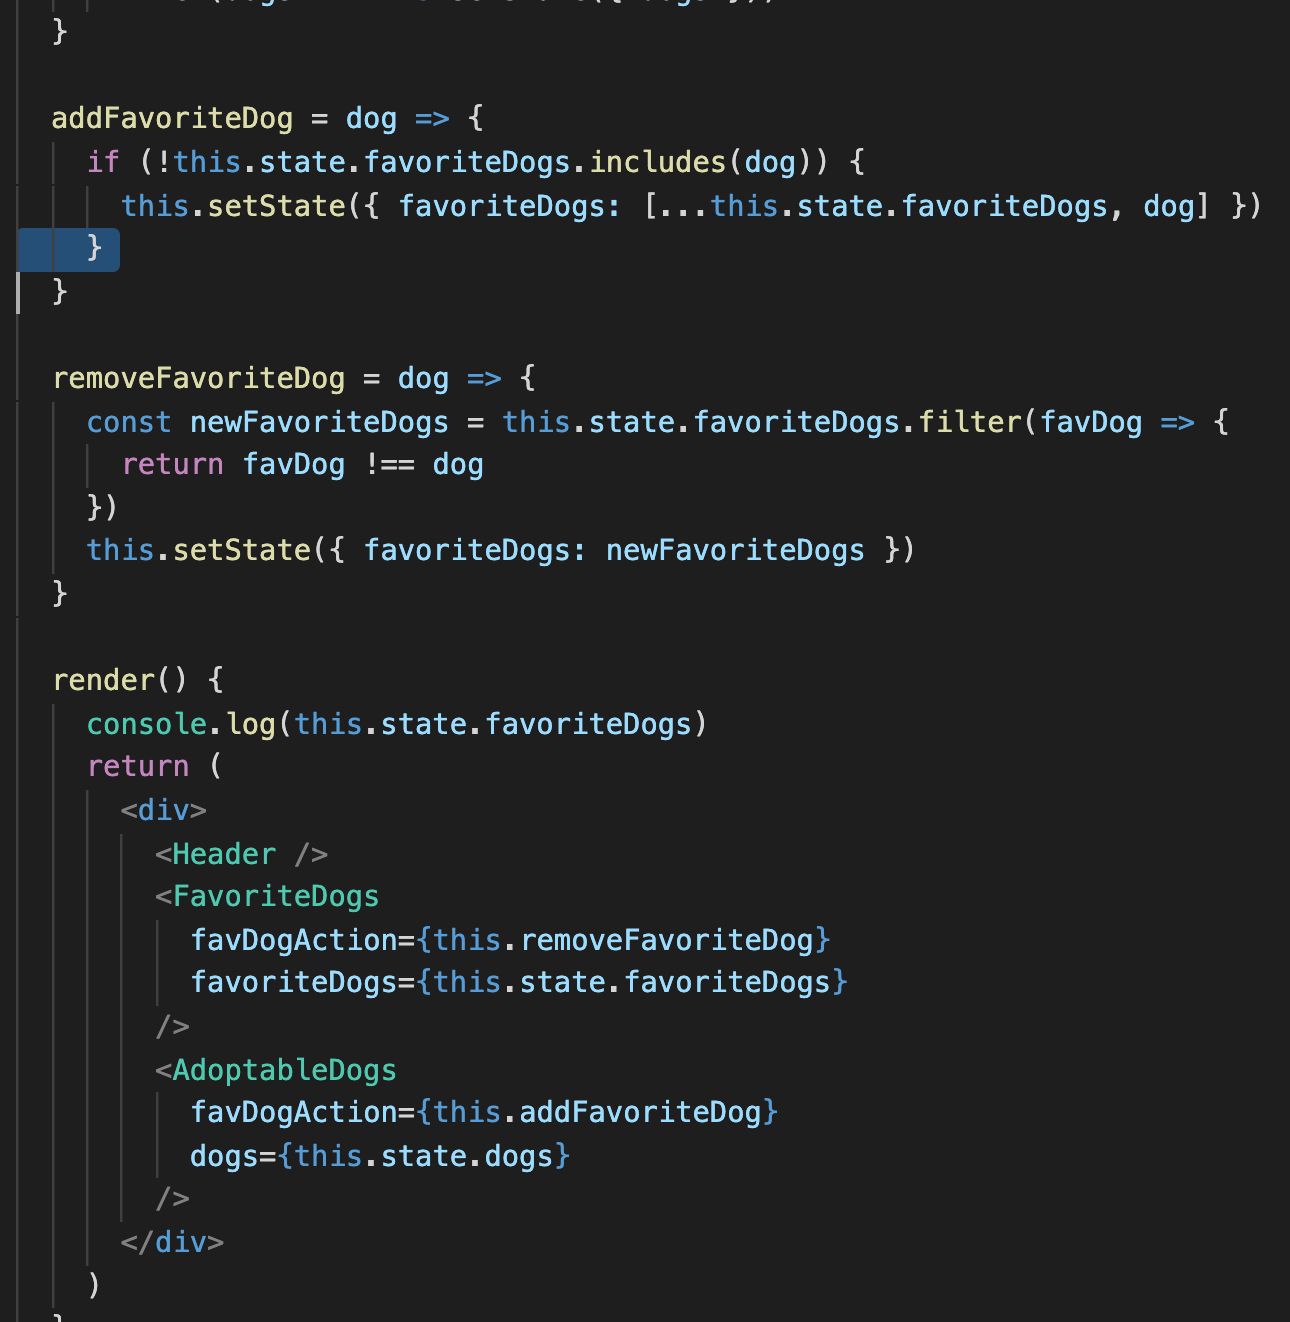 }
addFavoriteDog = dog => {
if (!this.state.favoriteDogs.includes(dog)) {
this.setState({ favoriteDogs: [...this.state.favoriteDogs, dog] })
}
}
removeFavoriteDog = dog => {
const newFavoriteDogs = this.state.favoriteDogs.filter(favDog => {
return favDog !== dog
})
this.setState({ favoriteDogs: newFavoriteDogs })
}
render() {
console.log(this.state.favoriteDogs)
return (
<div>
<Header />
<FavoriteDogs
favDogAction={this.removeFavoriteDog}
favoriteDogs={this.state.favoriteDogs}
/>
<AdoptableDogs
favDogAction={this.addFavoriteDog}
dogs={this.state.dogs}
/>
</div>
)
}